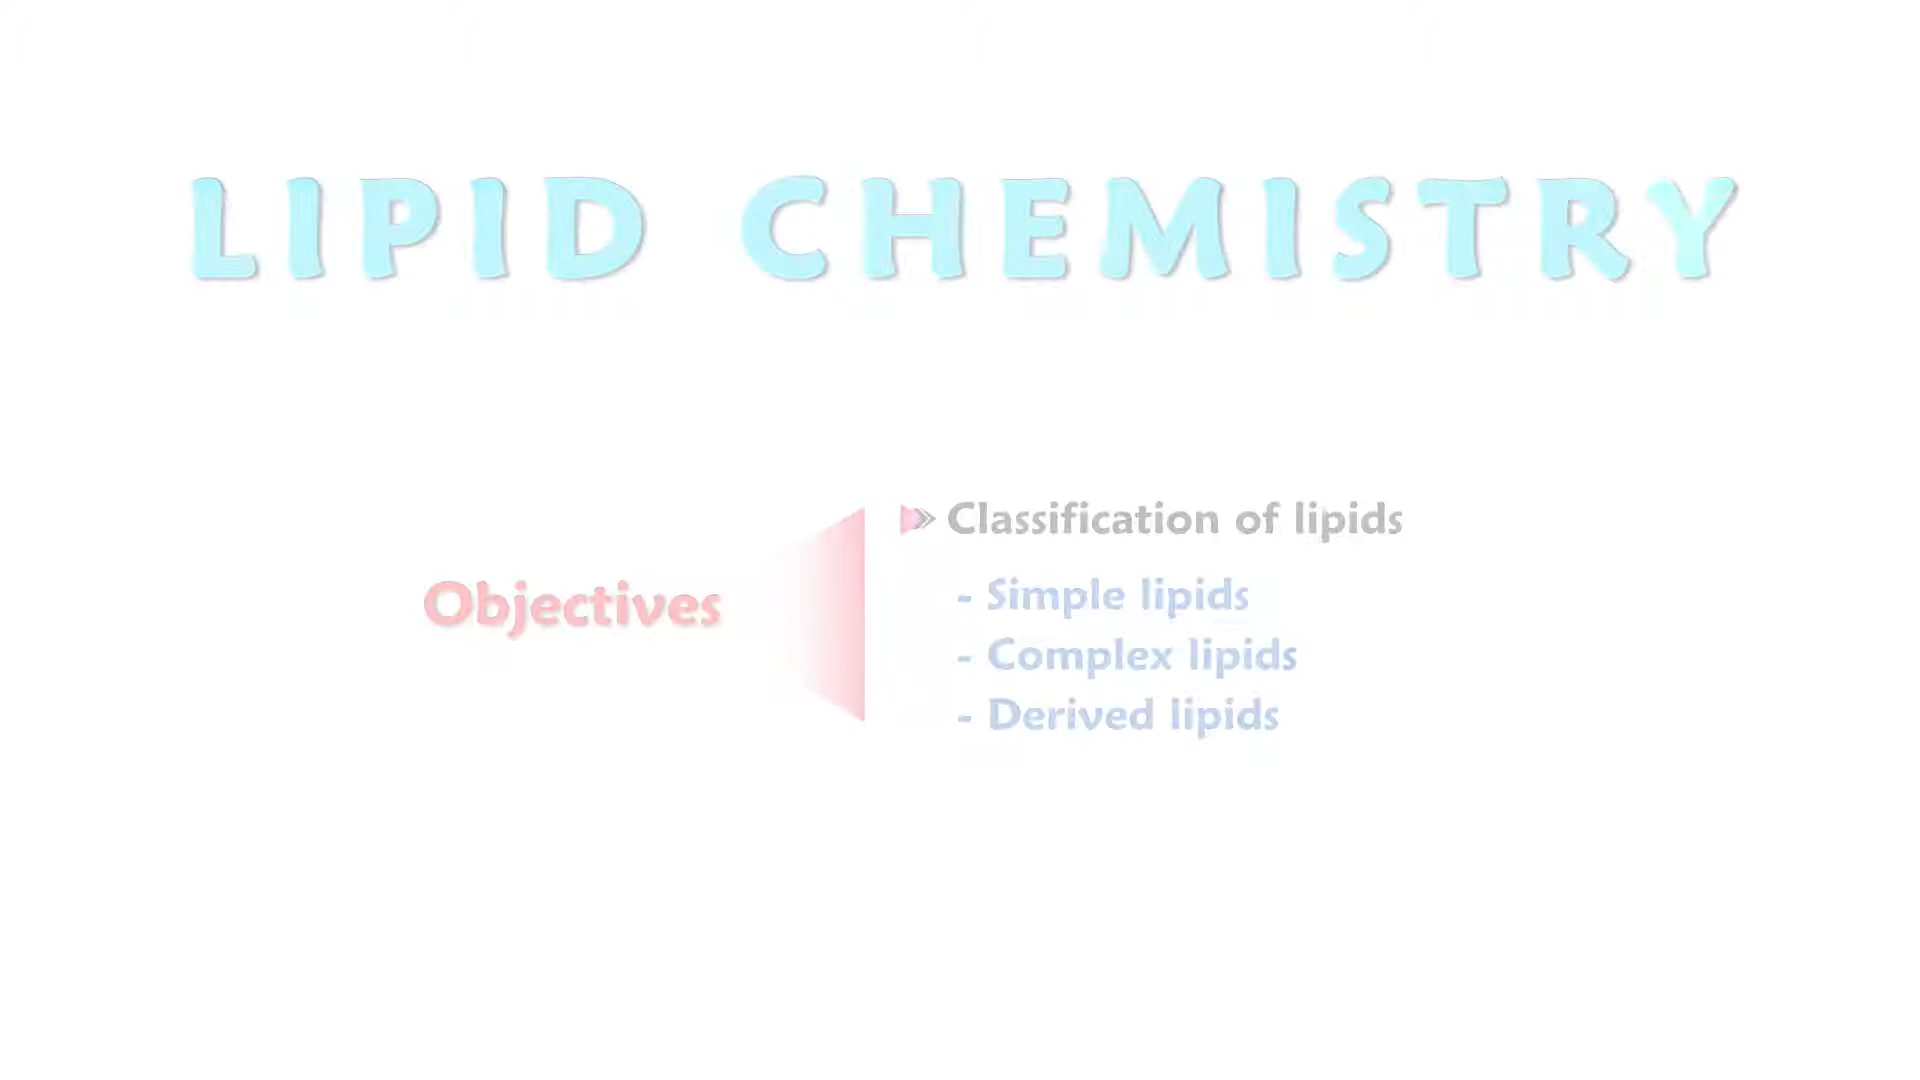 LIPID CHEMISTRY
Objectives
Classification of lipids
- Simple lipids
- Complex lipids
- Derived lipids